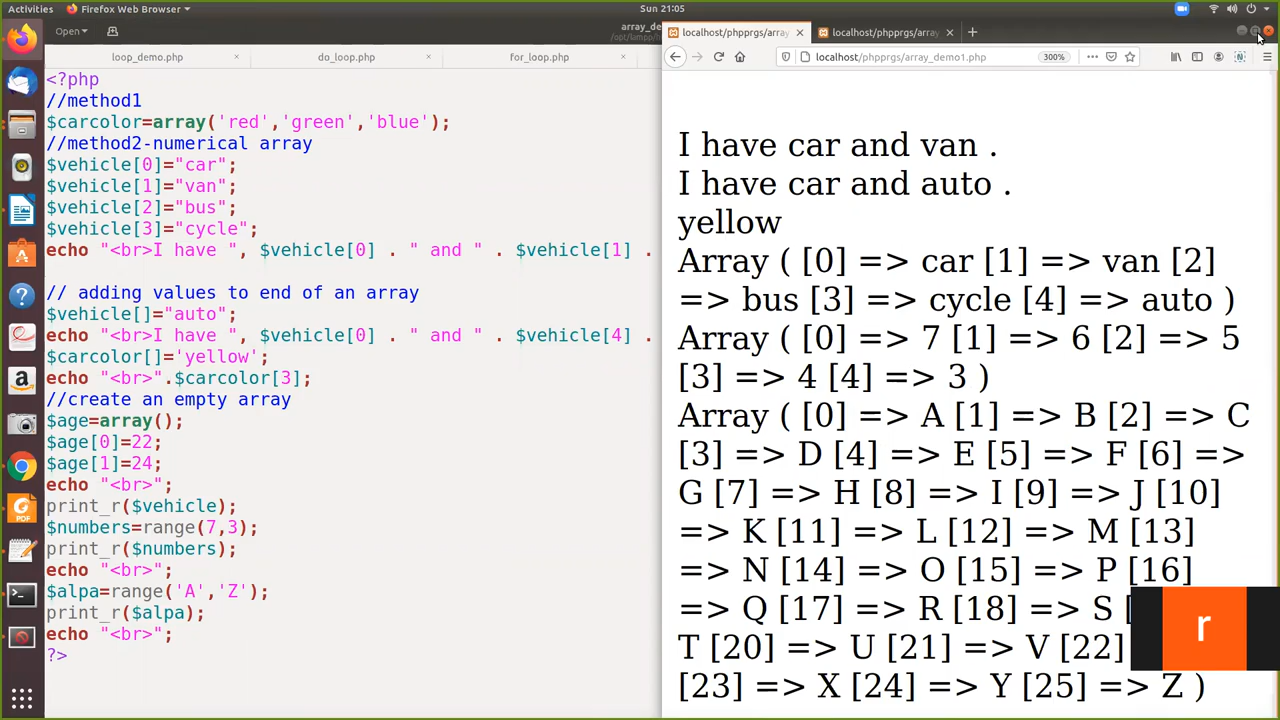 Activities Firefox Web Browser Sun 21:05
Open array_de
/opt/lampp/
loop_demo.php × do_loop.php × for_loop.php ×
<?php
//method1
$carcolor=array('red','green','blue');
//method2-numerical array
$vehicle[0]="car";
$vehicle[1]="van";
$vehicle[2]="bus";
$vehicle[3]="cycle";
echo "<br>I have ", $vehicle[0] . " and " . $vehicle[1] .
// adding values to end of an array
$vehicle[]="auto";
echo "<br>I have ", $vehicle[0] . " and " . $vehicle[4] .
$carcolor[]='yellow';
echo "<br>".$carcolor[3];
//create an empty array
$age=array();
$age[0]=22;
$age[1]=24;
echo "<br>";
print_r($vehicle);
$numbers=range(7,3);
print_r($numbers);
echo "<br>";
$alpa=range('A','Z');
print_r($alpa);
echo "<br>";
?>
localhost/phpprgs/array × localhost/phpprgs/array × +
localhost/phpprgs/array_demo1.php 300%
I have car and van .
I have car and auto .
yellow
Array ( [0] => car [1] => van [2]
=> bus [3] => cycle [4] => auto )
Array ( [0] => 7 [1] => 6 [2] => 5
[3] => 4 [4] => 3 )
Array ( [0] => A [1] => B [2] => C
[3] => D [4] => E [5] => F [6] =>
G [7] => H [8] => I [9] => J [10]
=> K [11] => L [12] => M [13]
=> N [14] => O [15] => P [16]
=> Q [17] => R [18] => S [
T [20] => U [21] => V [22]
[23] => X [24] => Y [25] => Z )
r